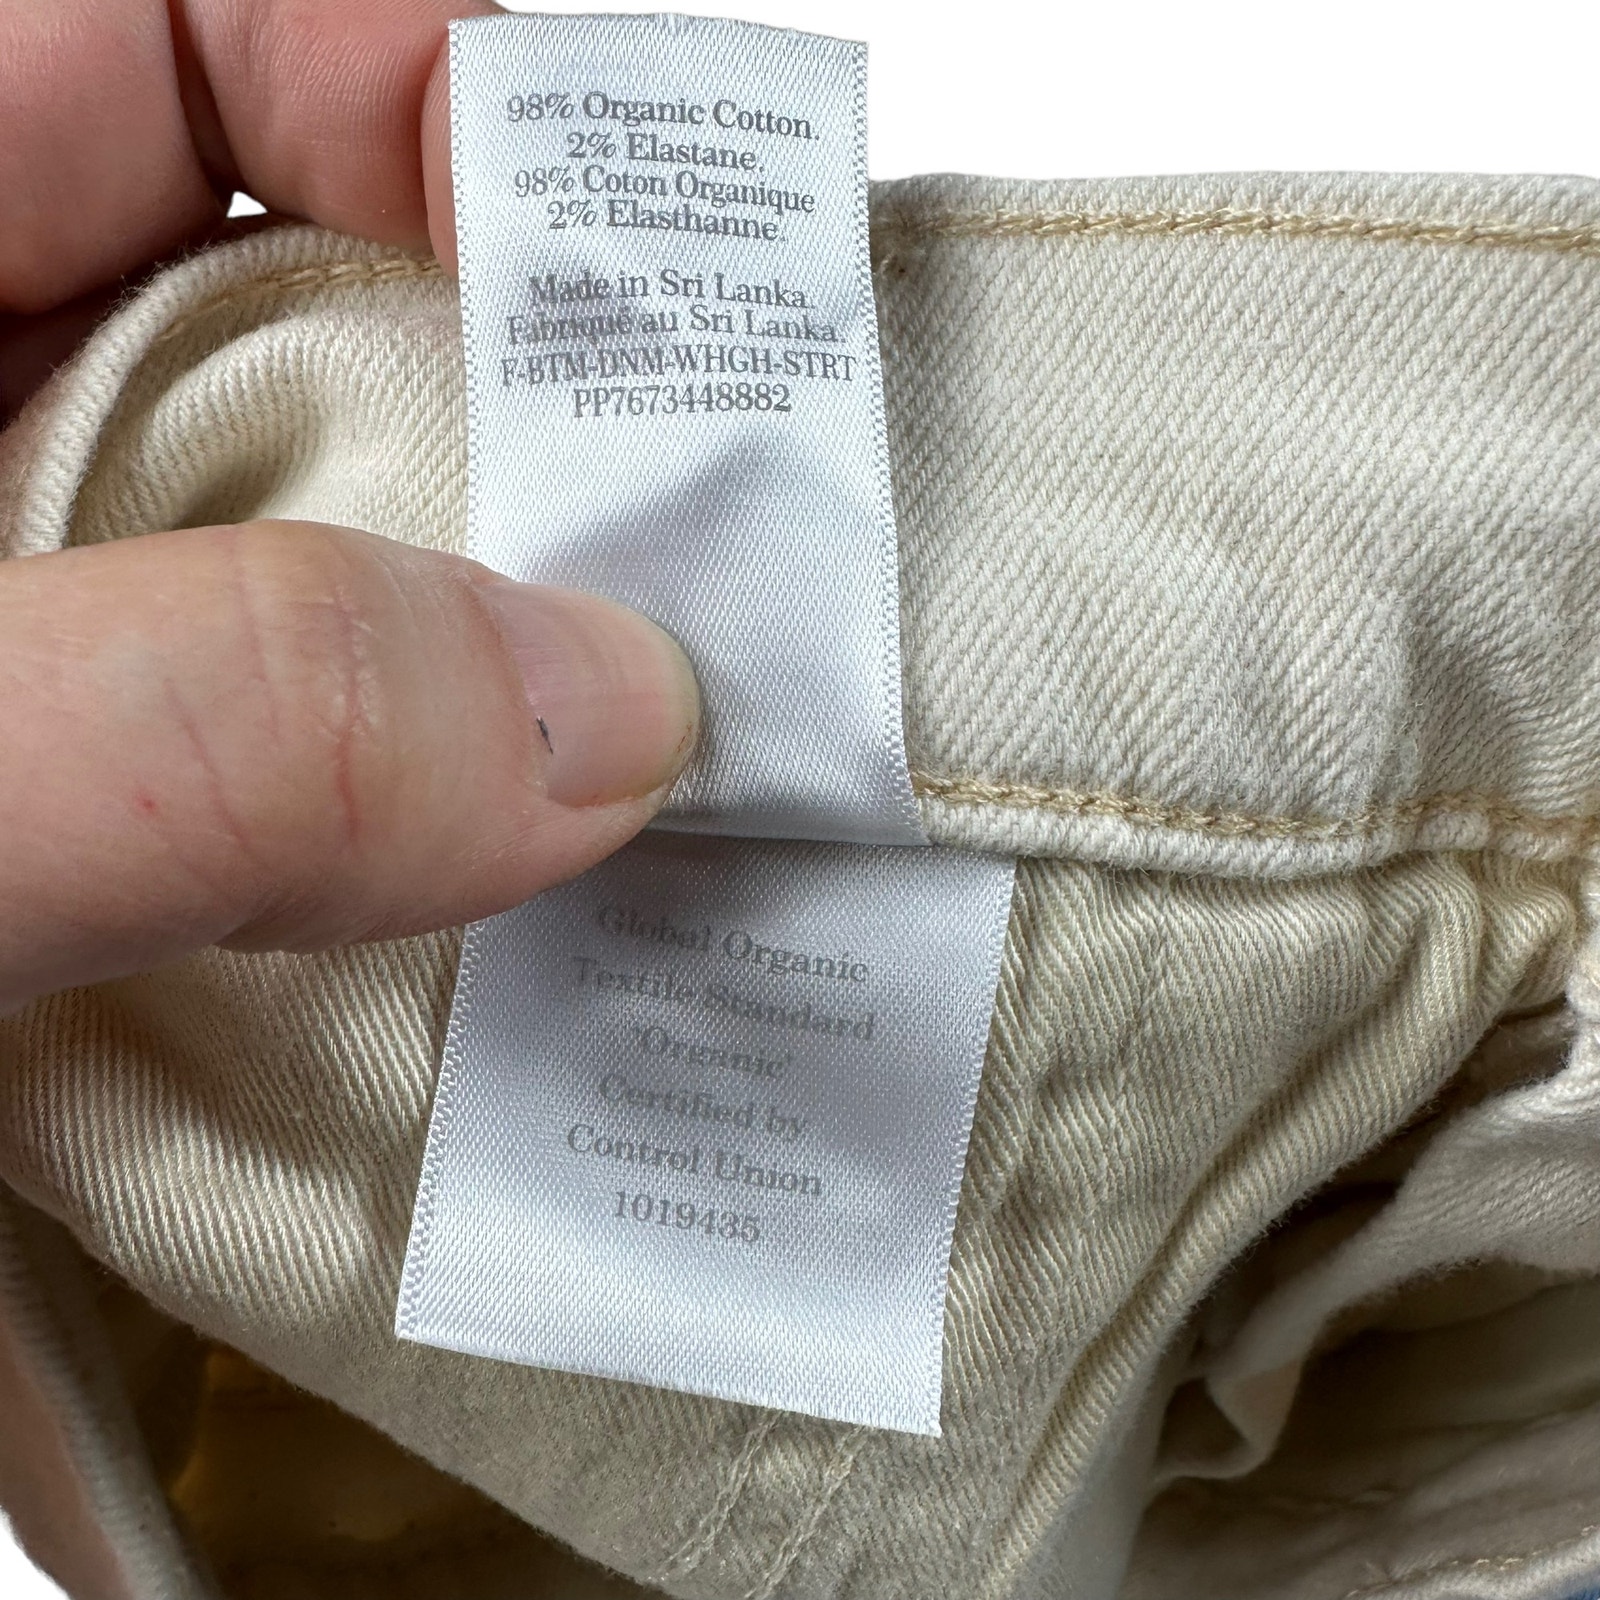 98% Organic Cotton.
2% Elastane.
98% Coton Organique
2% Elasthanne.
Made in Sri Lanka.
Fabriqué au Sri Lanka.
F-BTM-DNM-WHGH-STRT
PP7673448882
Global Organic
Textile Standard
'Organic'
Certified by
Control Union
1019435